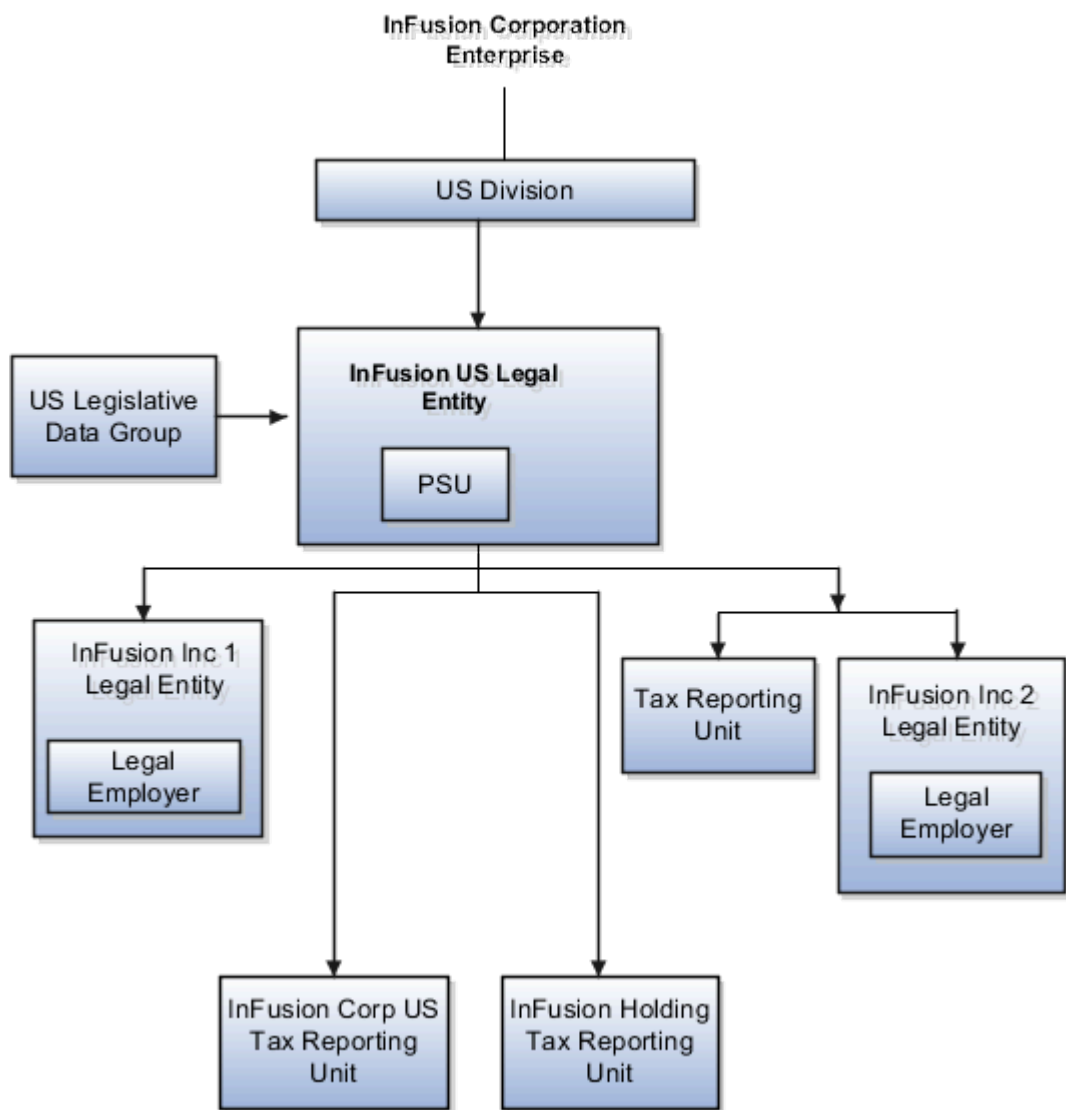 InFusion Corporation
Enterprise
US Division
InFusion US Legal
Entity
US Legislative
Data Group
PSU
InFusion Inc 1
Legal Entity
Legal
Employer
Tax Reporting
Unit
InFusion Inc 2
Legal Entity
Legal
Employer
InFusion Corp US
Tax Reporting
Unit
InFusion Holding
Tax Reporting
Unit